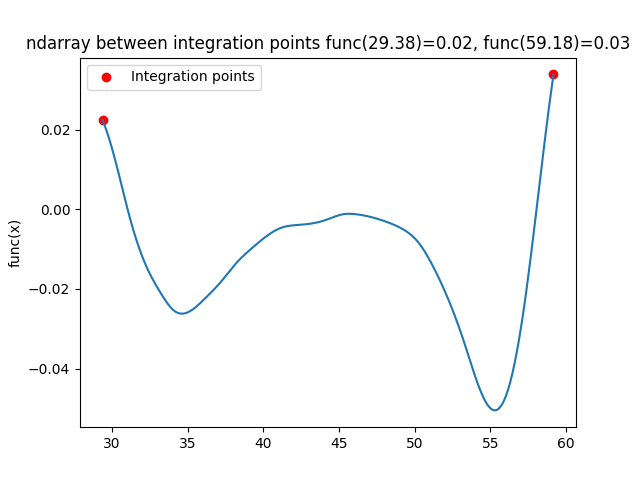 ndarray between integration points func(29.38)=0.02, func(59.18)=0.03
Integration points
func(x)
0.02
0.00
−0.02
−0.04
30 35 40 45 50 55 60